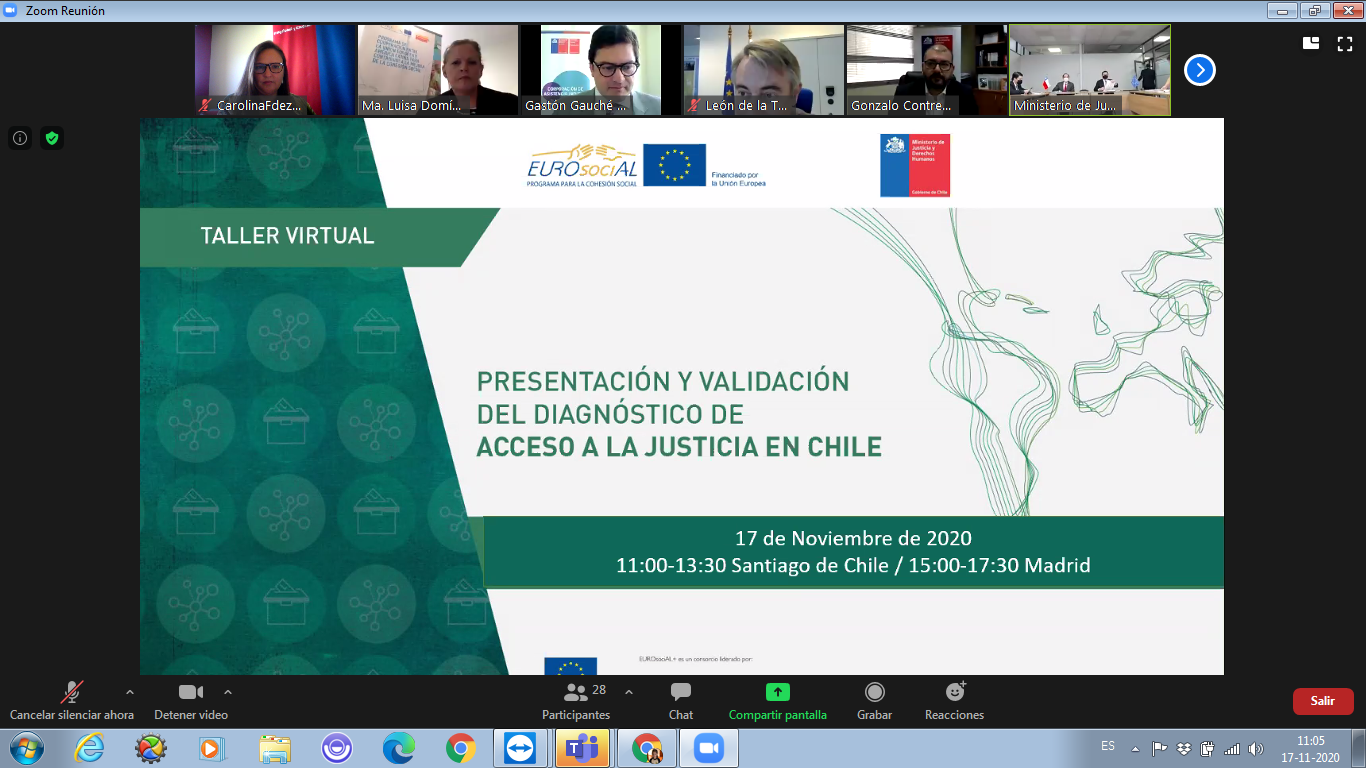 Zoom Reunión
CarolinaFdez...
Ma. Luisa Domí...
Gastón Gauché ...
León de la T...
Gonzalo Contre...
Ministerio de Ju...
EUROsociAL
PROGRAMA PARA LA COHESIÓN SOCIAL
Financiado por
la Unión Europea
Ministerio de
Justicia y
Derechos
Humanos
Gobierno de Chile
TALLER VIRTUAL
PRESENTACIÓN Y VALIDACIÓN
DEL DIAGNÓSTICO DE
ACCESO A LA JUSTICIA EN CHILE
17 de Noviembre de 2020
11:00-13:30 Santiago de Chile / 15:00-17:30 Madrid
EUROsociAL+ es un consorcio liderado por:
Cancelar silenciar ahora
Detener video
28
Participantes
Chat
Compartir pantalla
Grabar
Reacciones
Salir
ES
11:05
17-11-2020